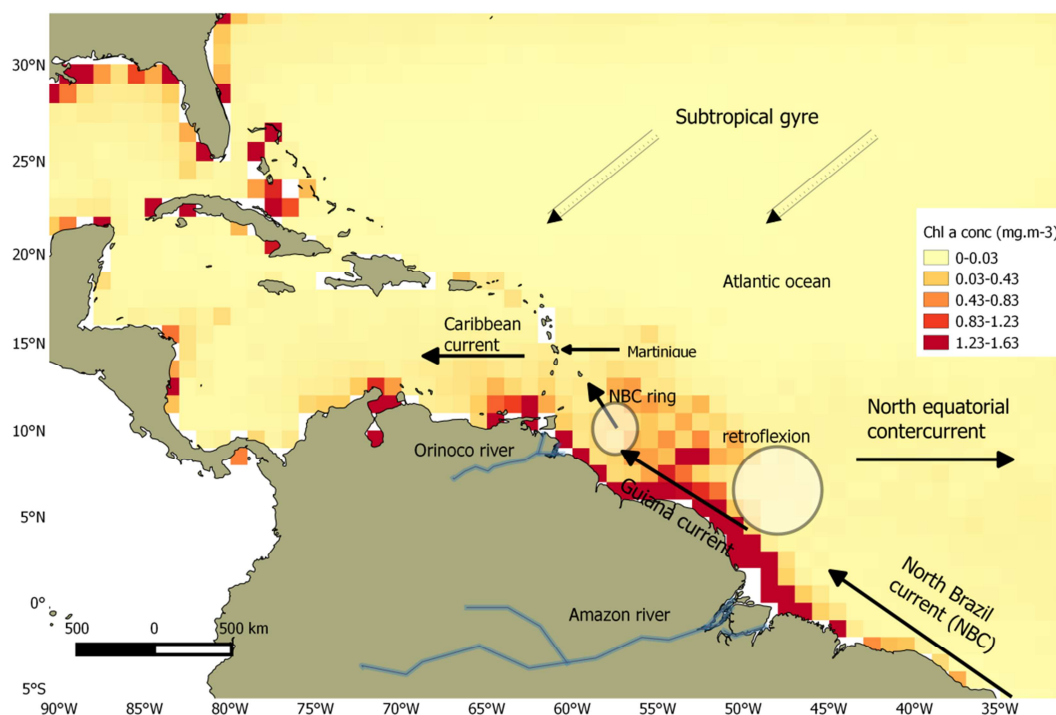 30°N
25°N
20°N
15°N
10°N
5°N
0°
5°S
90°W
85°W
80°W
75°W
70°W
65°W
60°W
55°W
50°W
45°W
40°W
35°W
Subtropical gyre
Atlantic ocean
Chl a conc (mg.m-3)
0-0.03
0.03-0.43
0.43-0.83
0.83-1.23
1.23-1.63
Caribbean
current
Martinique
NBC ring
North equatorial
contercurrent
retroflexion
Orinoco river
Guiana current
Amazon river
North Brazil
current (NBC)
500 0 500 km